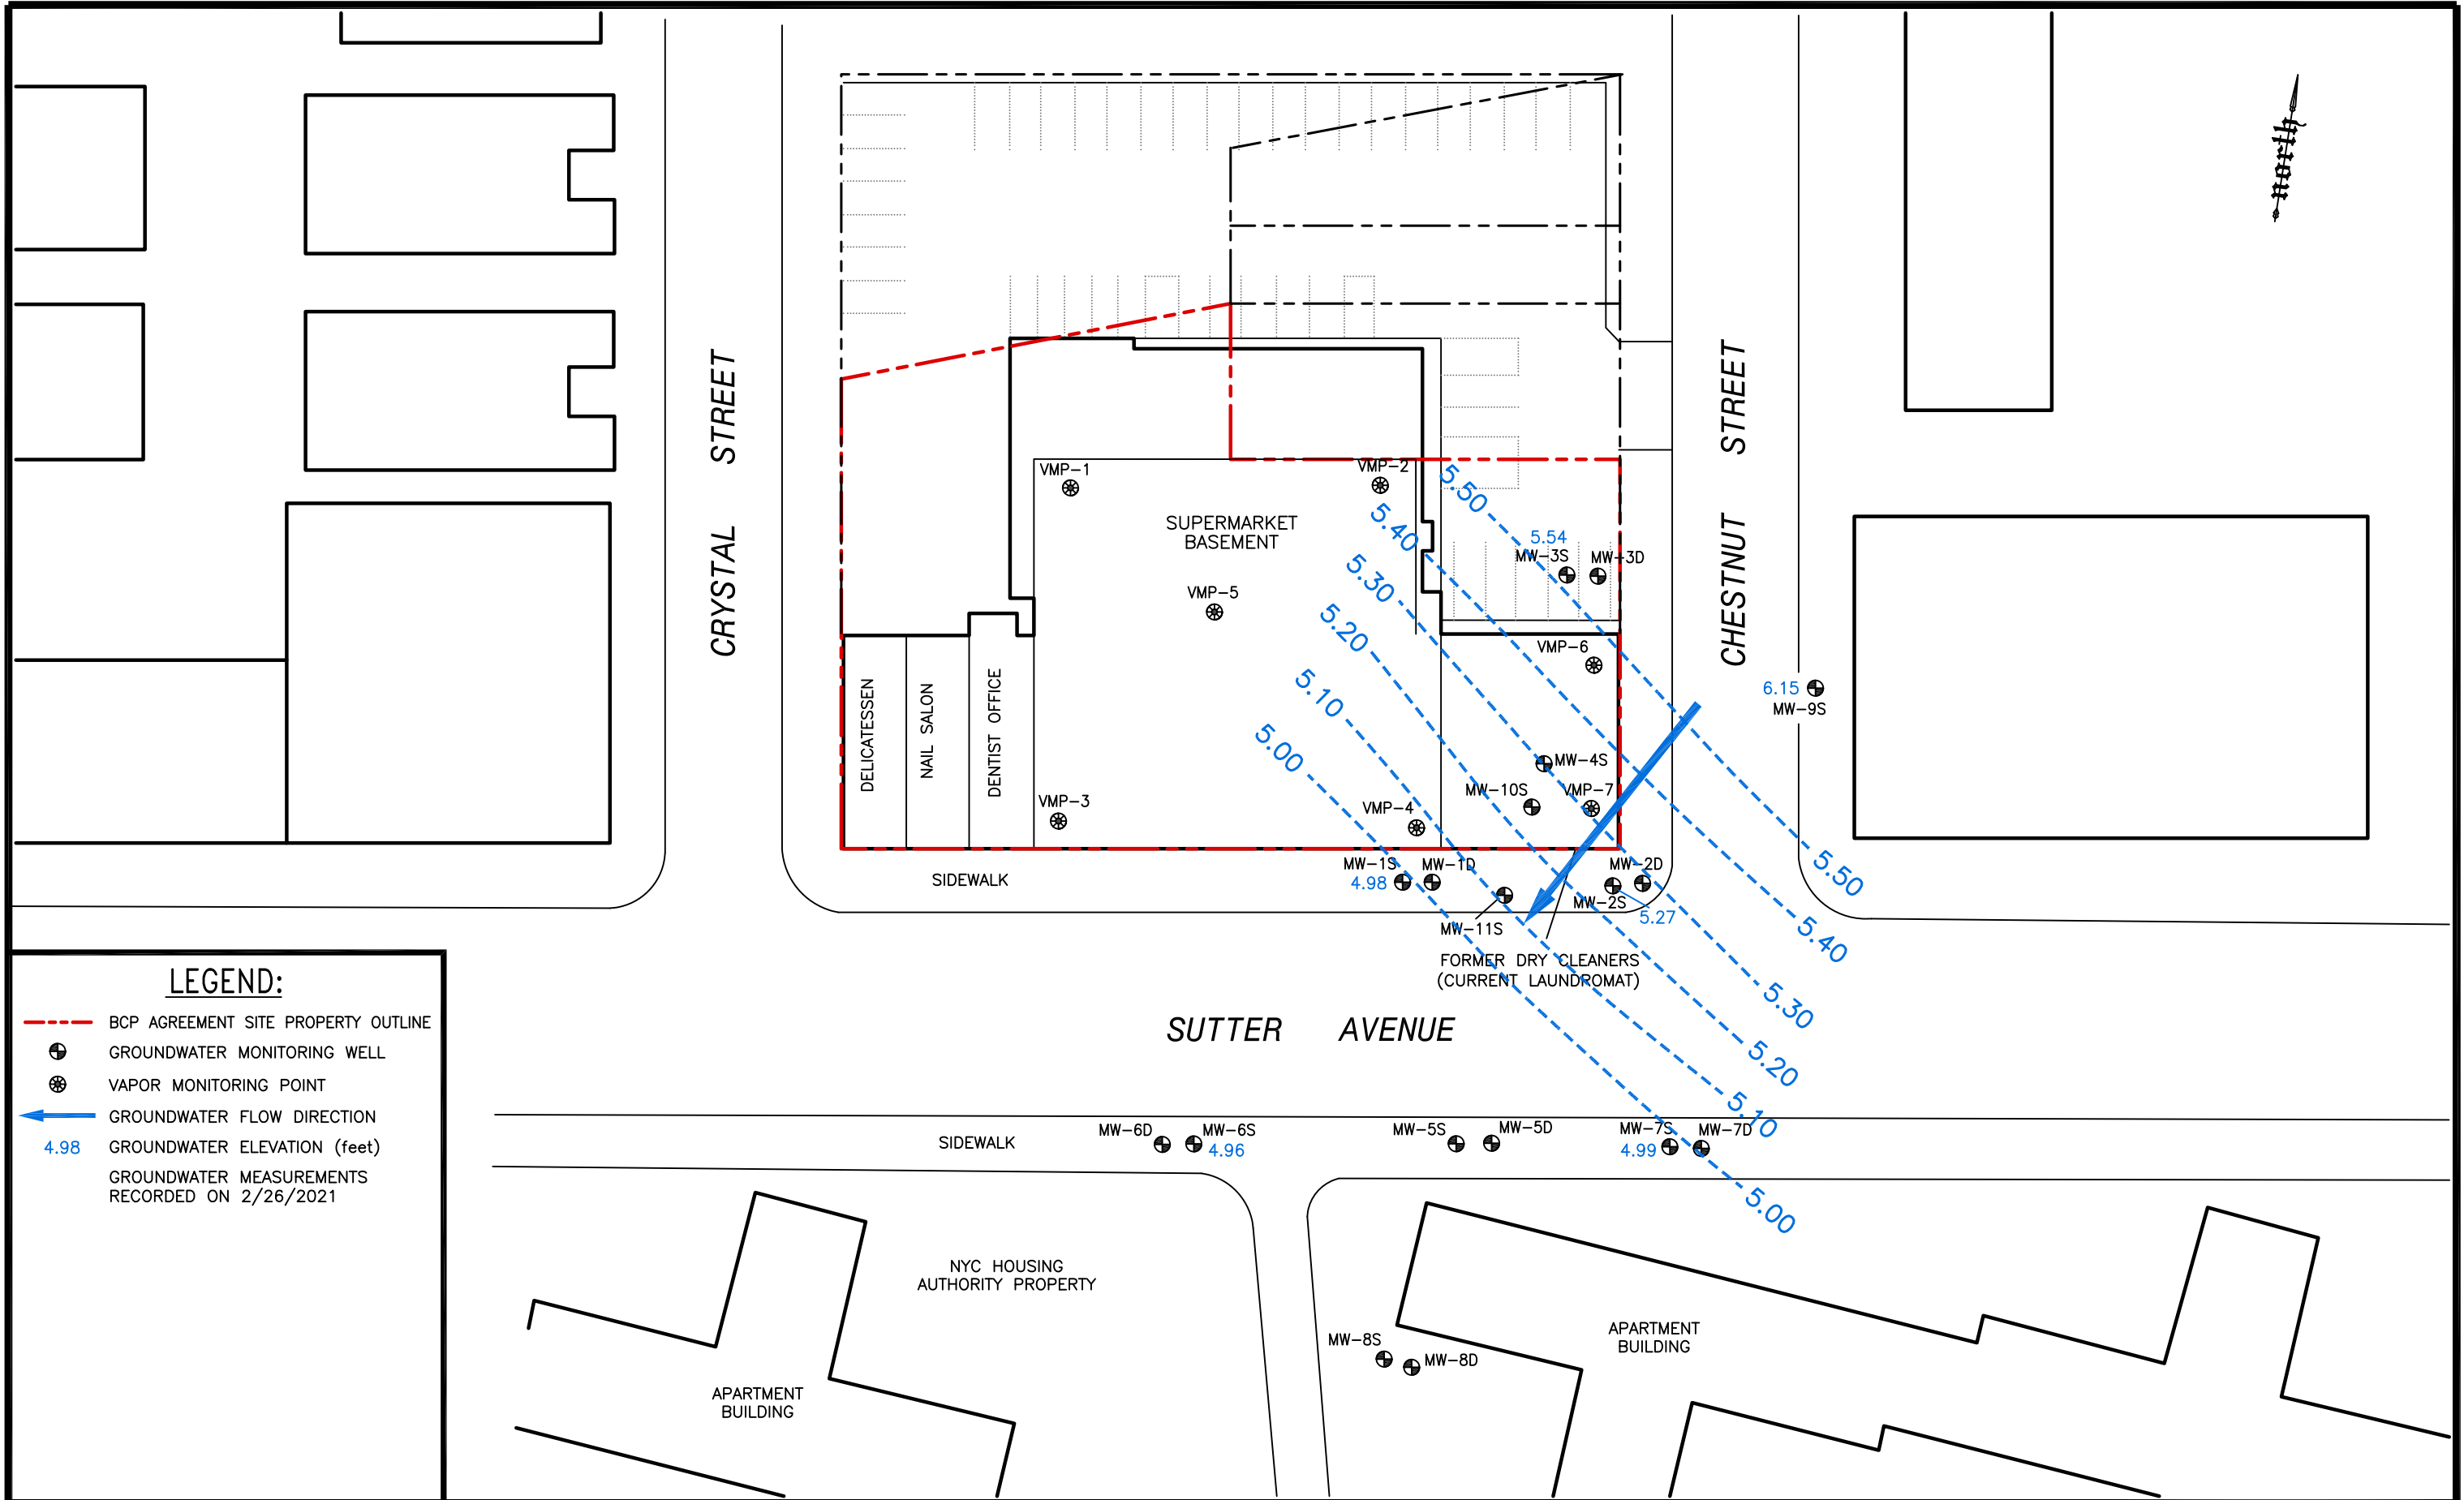 north
CRYSTAL STREET
CHESTNUT STREET
VMP-1
VMP-2
SUPERMARKET
BASEMENT
VMP-5
5.50
5.40
5.30
5.20
5.10
5.00
5.54
MW-3S
MW-3D
VMP-6
6.15
MW-9S
DELICATESSEN
NAIL SALON
DENTIST OFFICE
VMP-3
VMP-4
MW-4S
MW-10S
VMP-7
SIDEWALK
MW-1S
4.98
MW-1D
MW-2D
MW-2S
5.27
MW-11S
FORMER DRY CLEANERS
(CURRENT LAUNDROMAT)
5.50
5.40
5.30
5.20
5.10
5.00
SUTTER AVENUE
SIDEWALK
MW-6D
MW-6S
4.96
MW-5S
MW-5D
MW-7S
4.99
MW-7D
NYC HOUSING
AUTHORITY PROPERTY
APARTMENT
BUILDING
MW-8S
MW-8D
APARTMENT
BUILDING
LEGEND:
BCP AGREEMENT SITE PROPERTY OUTLINE
GROUNDWATER MONITORING WELL
VAPOR MONITORING POINT
GROUNDWATER FLOW DIRECTION
4.98 GROUNDWATER ELEVATION (feet)
GROUNDWATER MEASUREMENTS
RECORDED ON 2/26/2021